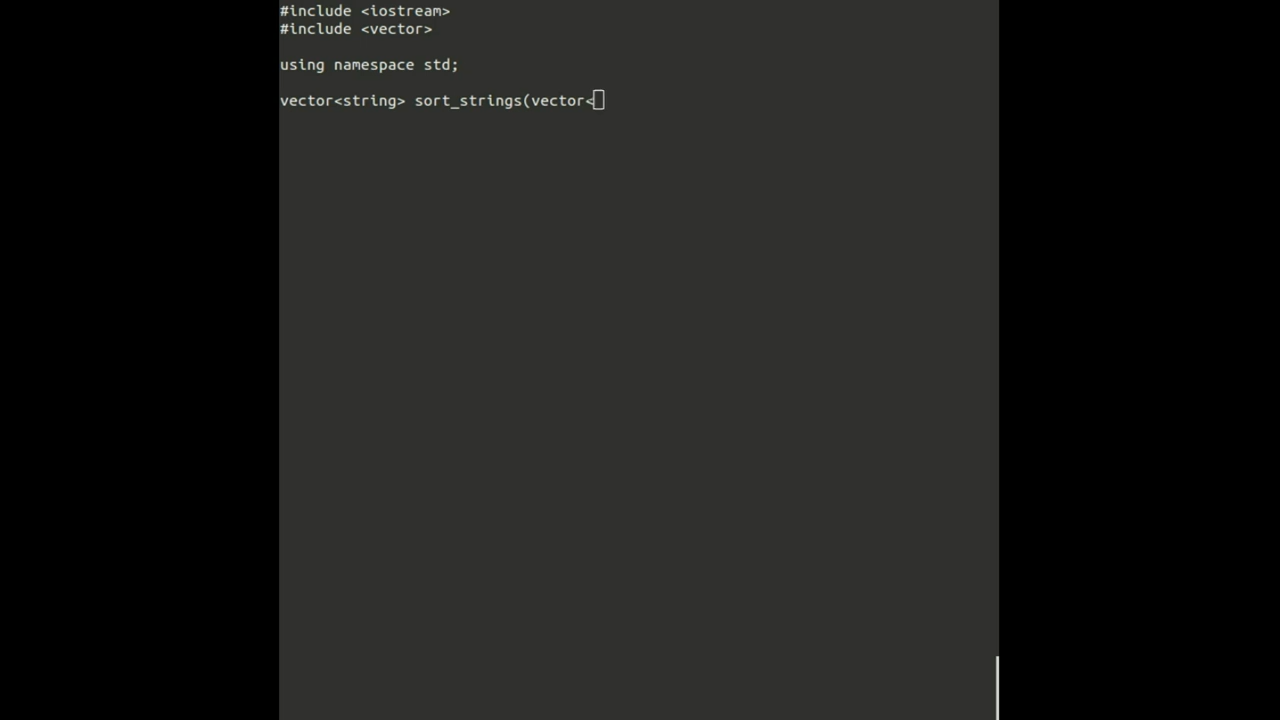 #include <iostream>
#include <vector>
using namespace std;
vector<string> sort_strings(vector<